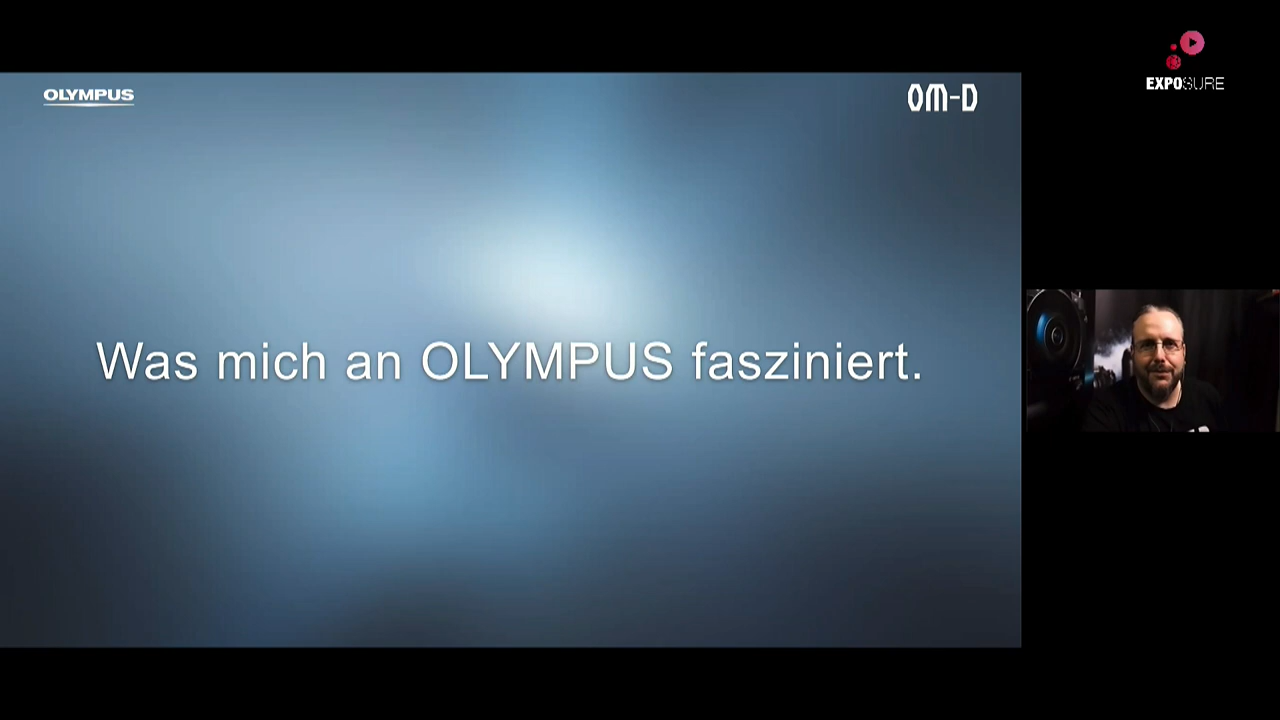 OLYMPUS
OM-D
EXPOSURE
Was mich an OLYMPUS fasziniert.